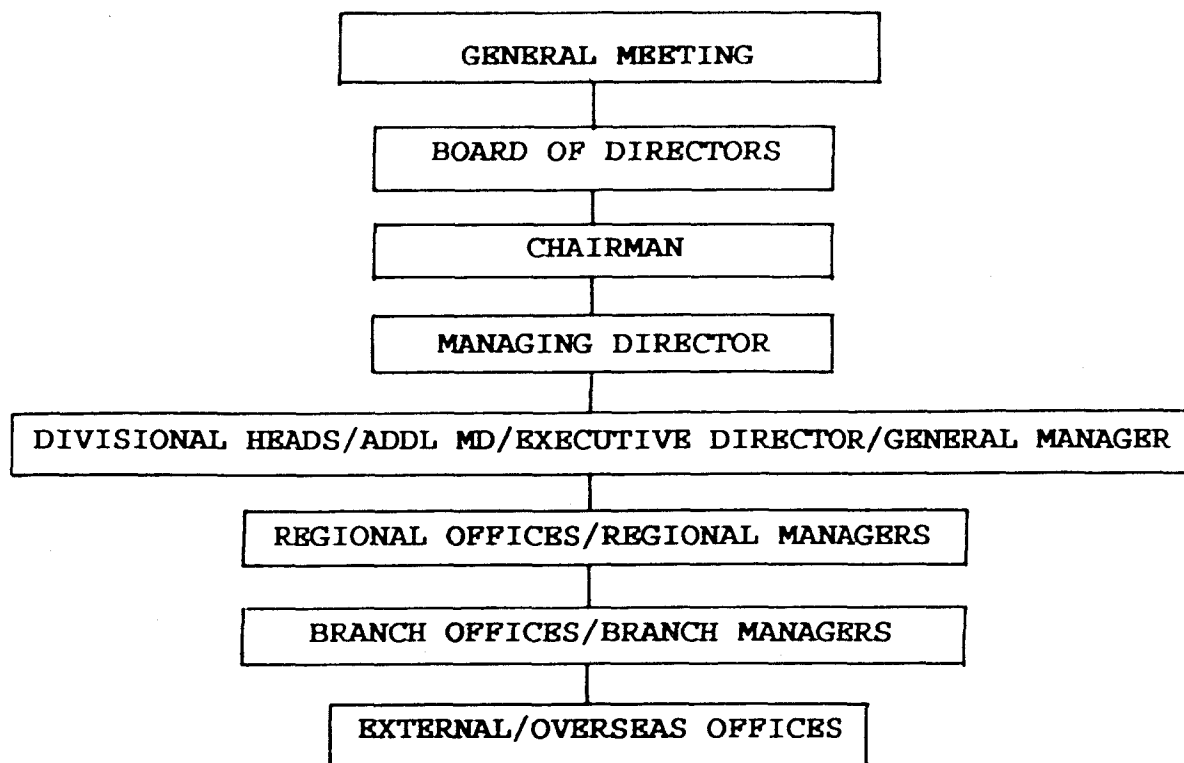 GENERAL MEETING
BOARD OF DIRECTORS
CHAIRMAN
MANAGING DIRECTOR
DIVISIONAL HEADS/ADDL MD/EXECUTIVE DIRECTOR/GENERAL MANAGER
REGIONAL OFFICES/REGIONAL MANAGERS
BRANCH OFFICES/BRANCH MANAGERS
EXTERNAL/OVERSEAS OFFICES